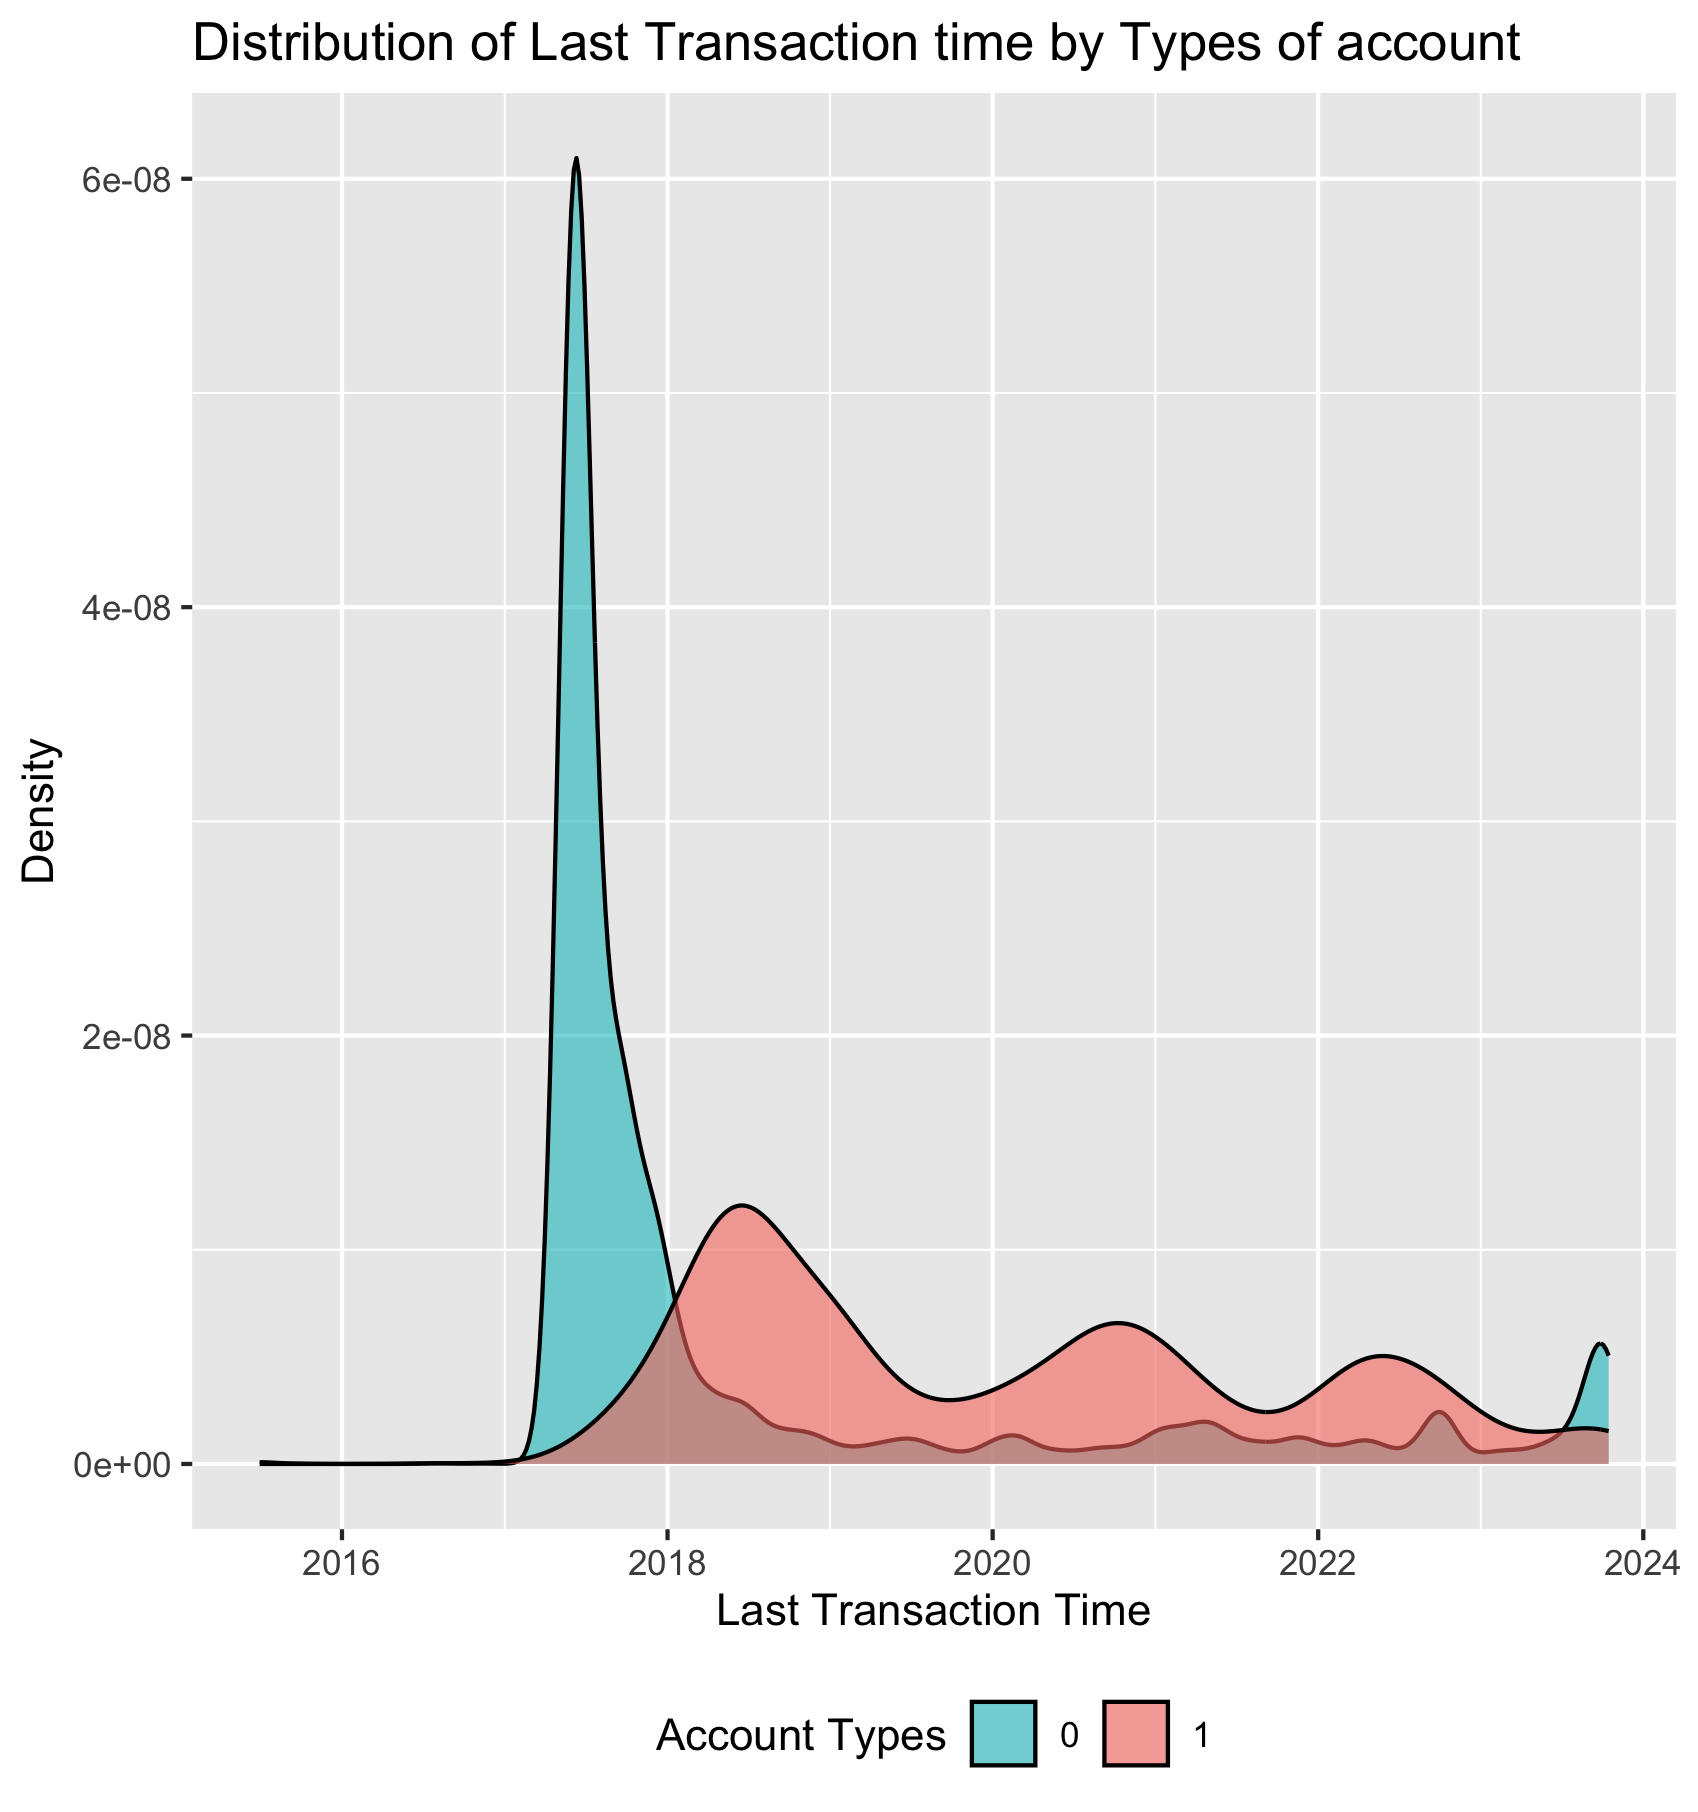 Distribution of Last Transaction time by Types of account
6e-08
4e-08
2e-08
0e+00
Density
2016 2018 2020 2022 2024
Last Transaction Time
Account Types 0 1